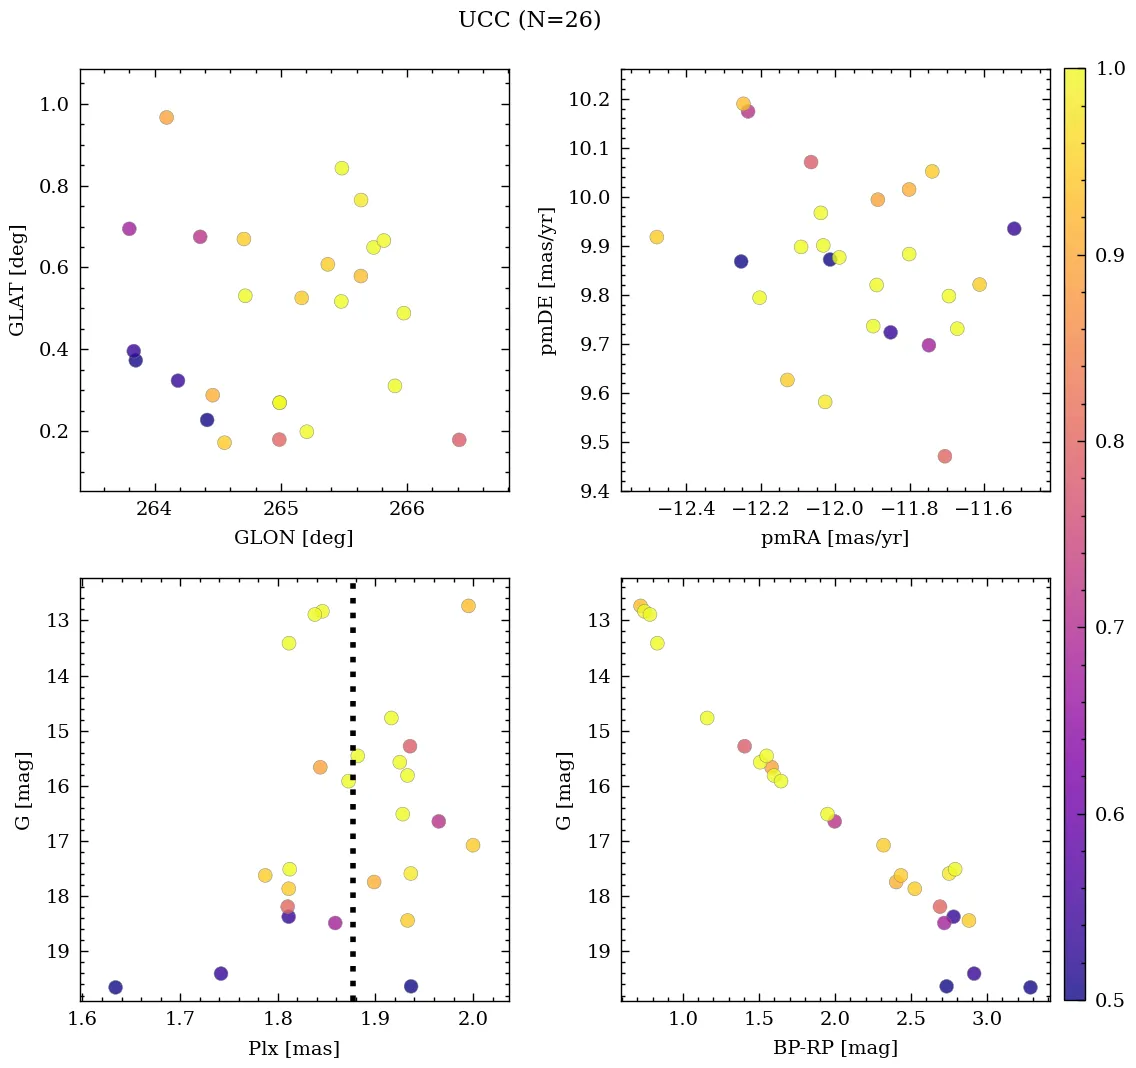 UCC (N=26)
1.0
0.8
0.6
0.4
0.2
GLAT [deg]
264 265 266
GLON [deg]
10.2
10.1
10.0
9.9
9.8
9.7
9.6
9.5
9.4
pmDE [mas/yr]
−12.4 −12.2 −12.0 −11.8 −11.6
pmRA [mas/yr]
13
14
15
16
17
18
19
G [mag]
1.6 1.7 1.8 1.9 2.0
Plx [mas]
13
14
15
16
17
18
19
G [mag]
1.0 1.5 2.0 2.5 3.0
BP-RP [mag]
1.0
0.9
0.8
0.7
0.6
0.5